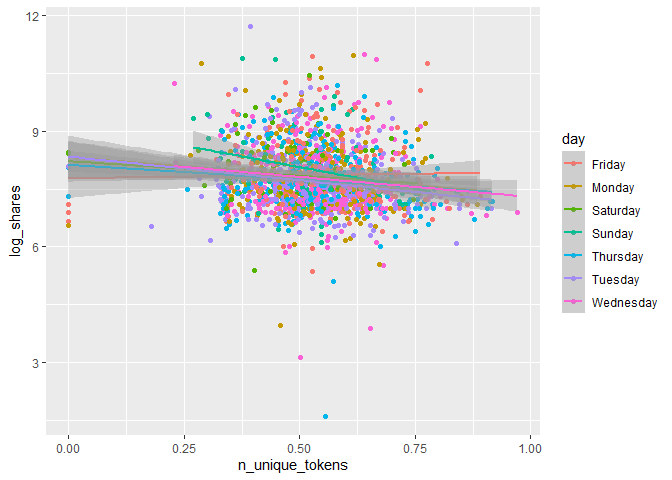 12
9
6
3
log_shares
0.00 0.25 0.50 0.75 1.00
n_unique_tokens
day
Friday
Monday
Saturday
Sunday
Thursday
Tuesday
Wednesday